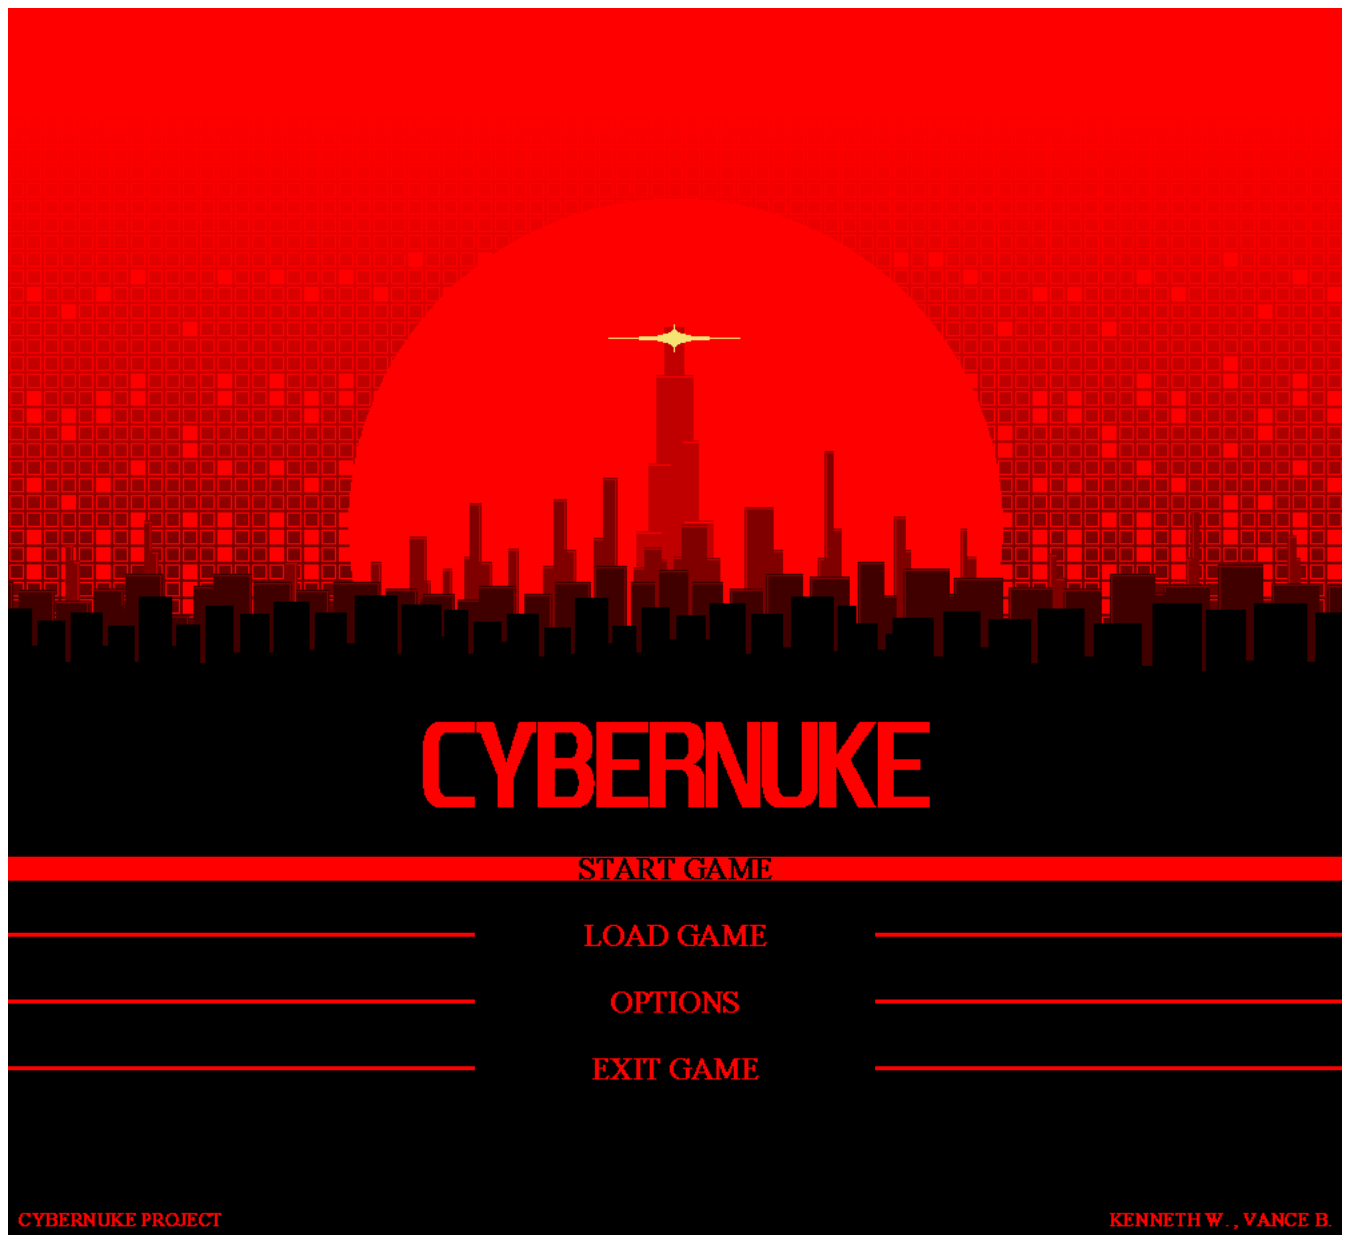 CYBERNUKE
START GAME
LOAD GAME
OPTIONS
EXIT GAME
CYBERNUKE PROJECT
KENNETH W. , VANCE B.